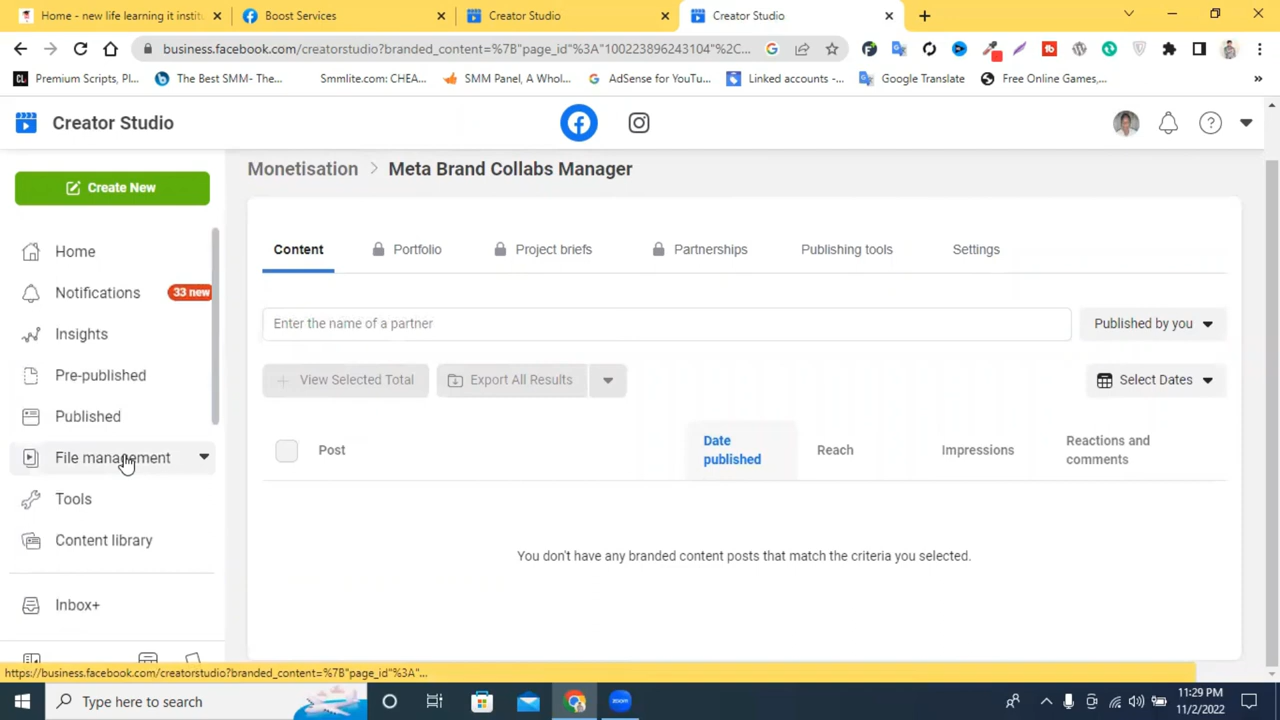 Home - new life learning it instit
Boost Services
Creator Studio
Creator Studio
business.facebook.com/creatorstudio?branded_content=%7B"page_id"%3A"100223896243104"%2C...
Premium Scripts, Pl...
The Best SMM- The...
Smmlite.com: CHEA...
SMM Panel, A Whol...
AdSense for YouTu...
Linked accounts -...
Google Translate
Free Online Games,...
Creator Studio
Create New
Home
Notifications 33 new
Insights
Pre-published
Published
File management
Tools
Content library
Inbox+
Monetisation > Meta Brand Collabs Manager
Content Portfolio Project briefs Partnerships Publishing tools Settings
Enter the name of a partner
Published by you
View Selected Total
Export All Results
Select Dates
Post
Date published
Reach
Impressions
Reactions and comments
You don't have any branded content posts that match the criteria you selected.
https://business.facebook.com/creatorstudio?branded_content=%7B"page_id"%3A"...
Type here to search
zoom
11:29 PM
11/2/2022